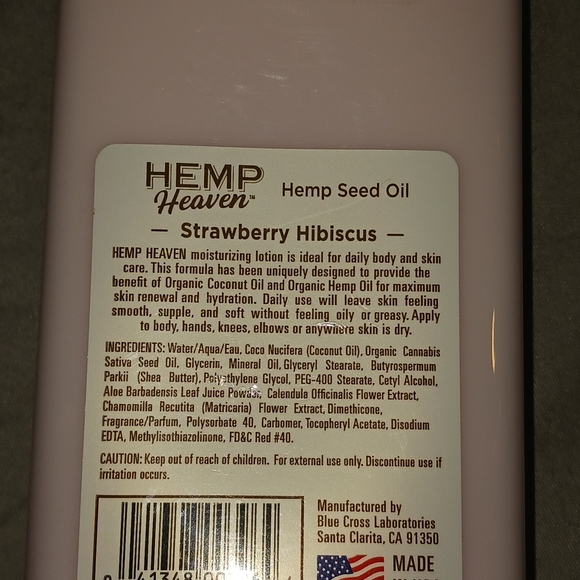 HEMP
Heaven™
Hemp Seed Oil
— Strawberry Hibiscus —
HEMP HEAVEN moisturizing lotion is ideal for daily body and skin
care. This formula has been uniquely designed to provide the
benefit of Organic Coconut Oil and Organic Hemp Oil for maximum
skin renewal and hydration. Daily use will leave skin feeling
smooth, supple, and soft without feeling oily or greasy. Apply
to body, hands, knees, elbows or anywhere skin is dry.
INGREDIENTS: Water/Aqua/Eau, Coco Nucifera (Coconut Oil), Organic Cannabis
Sativa Seed Oil, Glycerin, Mineral Oil, Glyceryl Stearate, Butyrospermum
Parkii (Shea Butter), Polyethylene Glycol, PEG-400 Stearate, Cetyl Alcohol,
Aloe Barbadensis Leaf Juice Powder, Calendula Officinalis Flower Extract,
Chamomilla Recutita (Matricaria) Flower Extract, Dimethicone,
Fragrance/Parfum, Polysorbate 40, Carbomer, Tocopheryl Acetate, Disodium
EDTA, Methylisothiazolinone, FD&C Red #40.
CAUTION: Keep out of reach of children. For external use only. Discontinue use if
irritation occurs.
Manufactured by
Blue Cross Laboratories
Santa Clarita, CA 91350
MADE